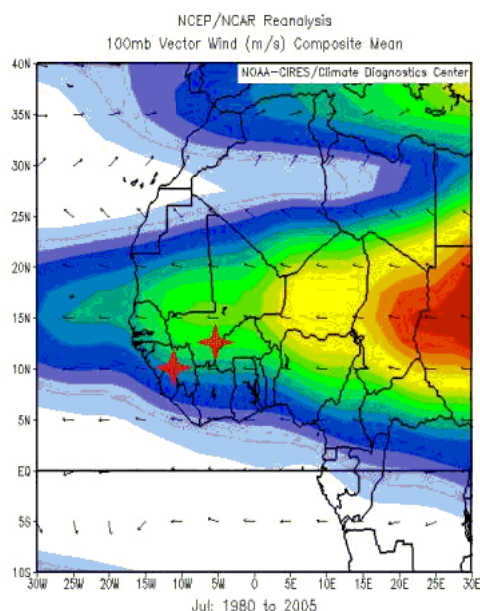 NCEP/NCAR Reanalysis
100mb Vector Wind (m/s) Composite Mean
NOAA-CIRES/Climate Diagnostics Center
40N
35N
30N
25N
20N
15N
10N
5N
EQ
5S
10S
30W 25W 20W 15W 10W 5W 0 5E 10E 15E 20E 25E 30E
Jul: 1980 to 2005